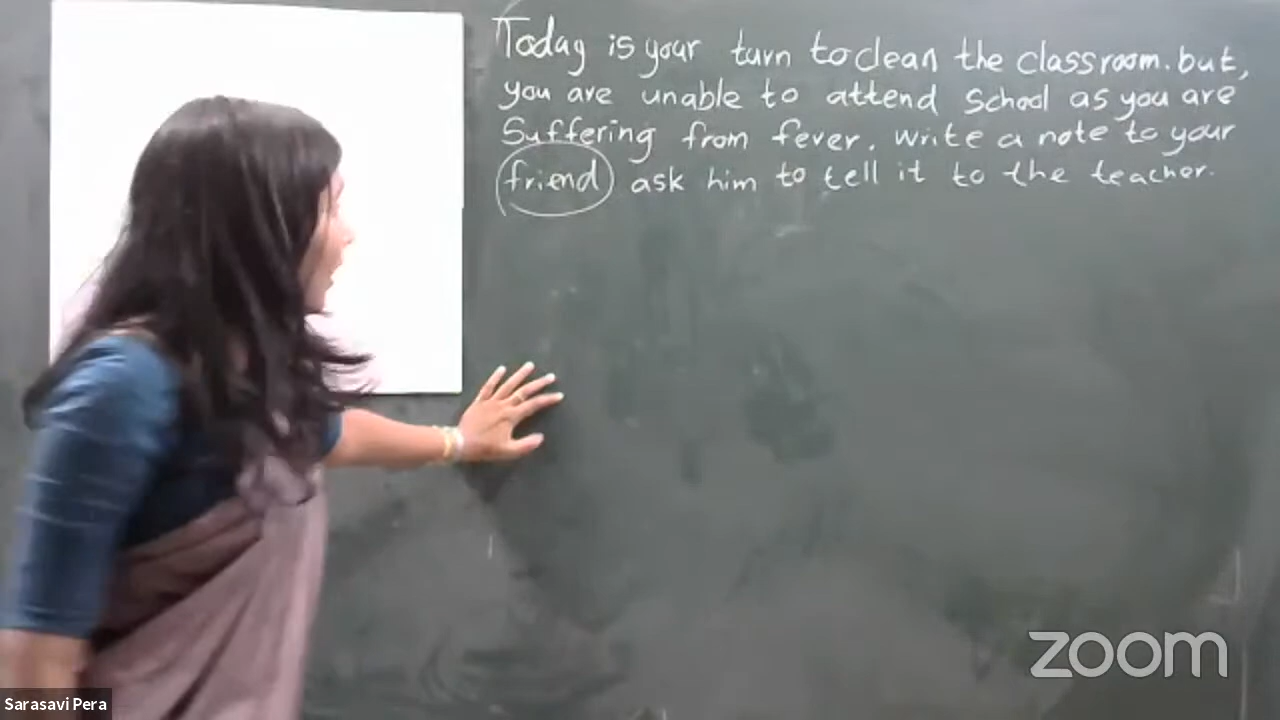 Today is your turn to clean the classroom. but,
you are unable to attend School as you are
Suffering from fever. Write a note to your
friend ask him to tell it to the teacher.
zoom
Sarasavi Pera